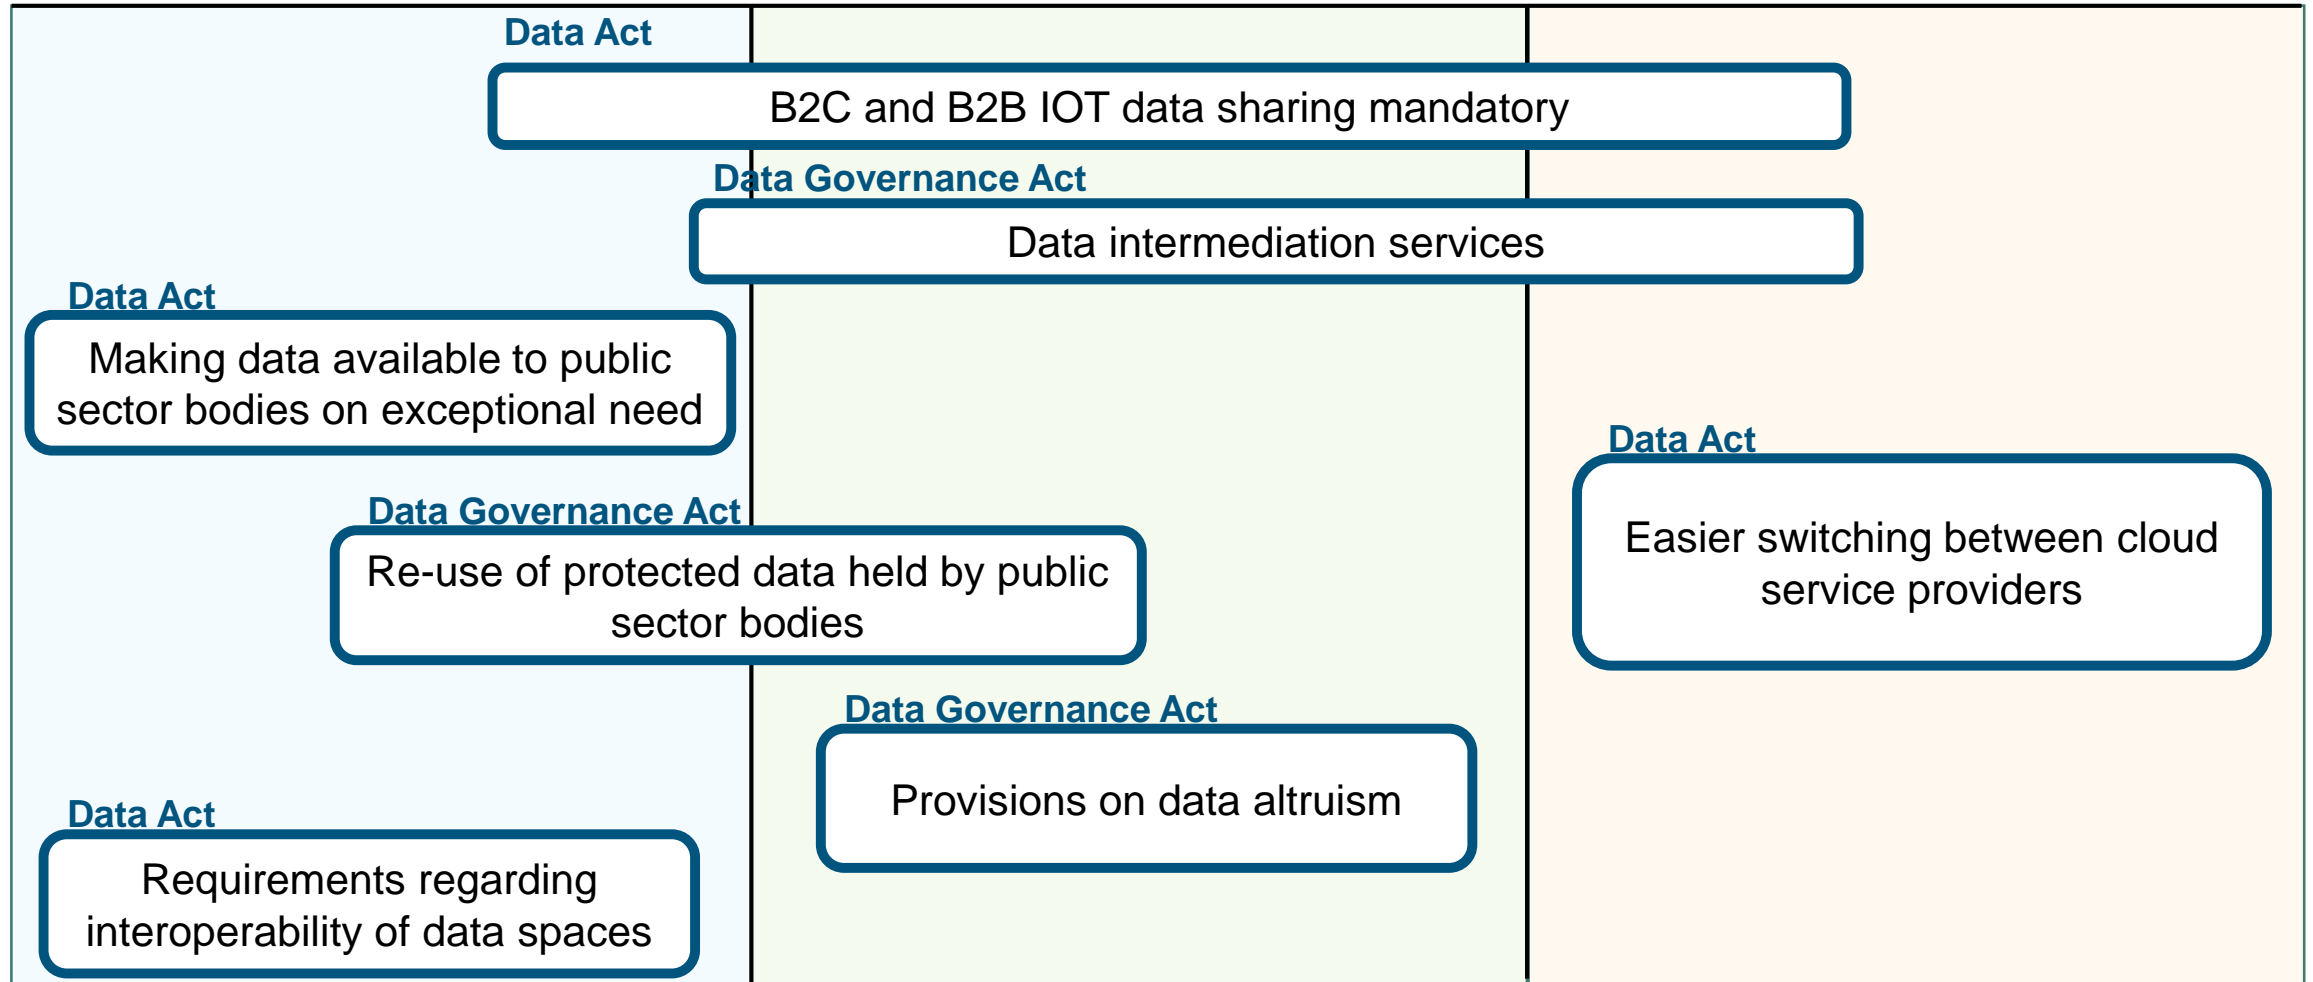 Data Act
B2C and B2B IOT data sharing mandatory
Data Governance Act
Data intermediation services
Data Act
Making data available to public
sector bodies on exceptional need
Data Act
Easier switching between cloud
service providers
Data Governance Act
Re-use of protected data held by public
sector bodies
Data Governance Act
Provisions on data altruism
Data Act
Requirements regarding
interoperability of data spaces